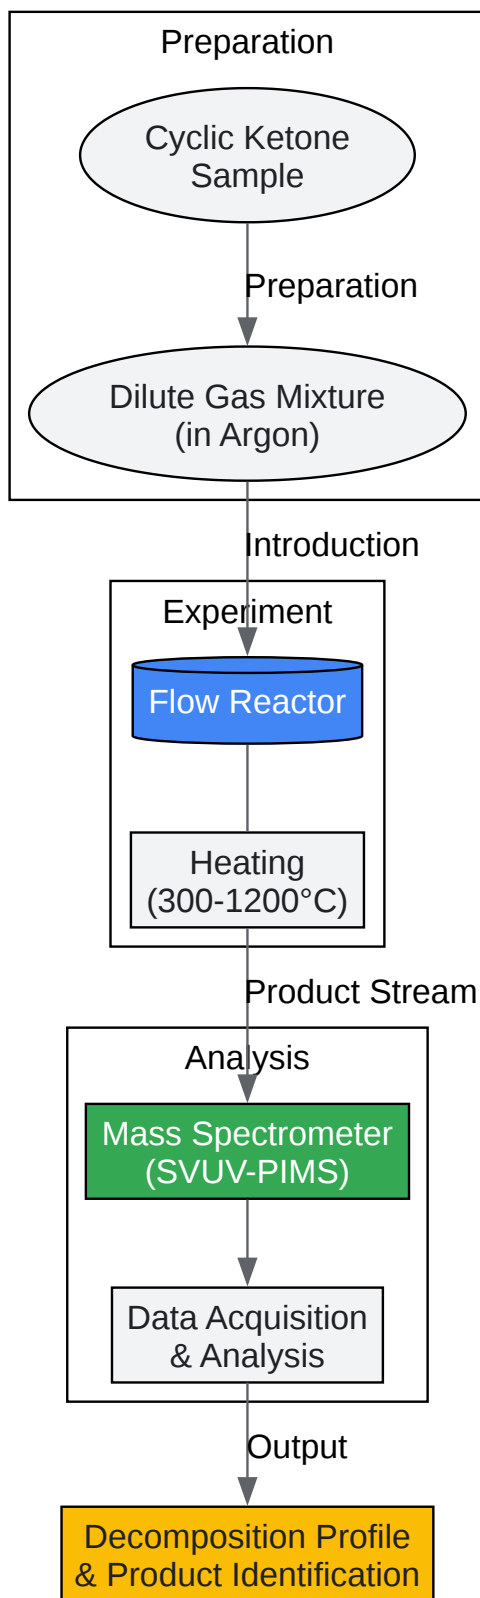 Preparation
Cyclic Ketone
Sample
Preparation
Dilute Gas Mixture
(in Argon)
Introduction
Experiment
Flow Reactor
Heating
(300-1200°C)
Product Stream
Analysis
Mass Spectrometer
(SVUV-PIMS)
Data Acquisition
& Analysis
Output
Decomposition Profile
& Product Identification